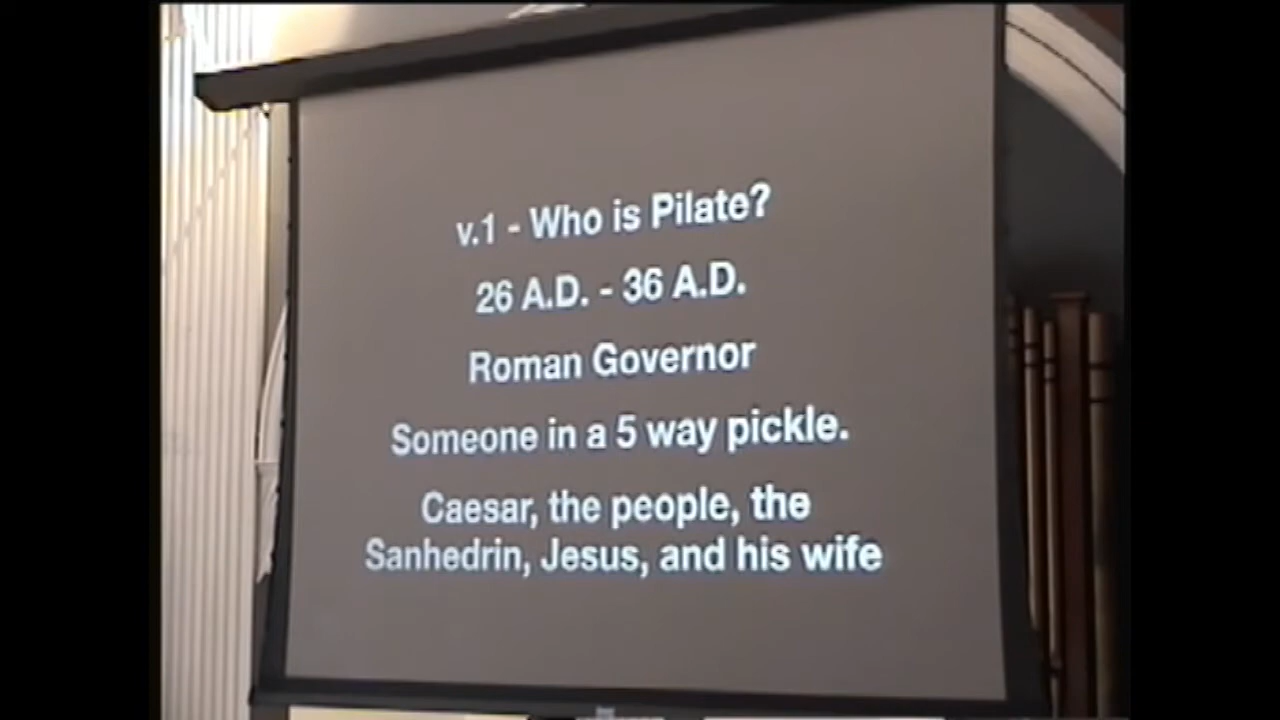 v.1 - Who is Pilate?
26 A.D. - 36 A.D.
Roman Governor
Someone in a 5 way pickle.
Caesar, the people, the
Sanhedrin, Jesus, and his wife